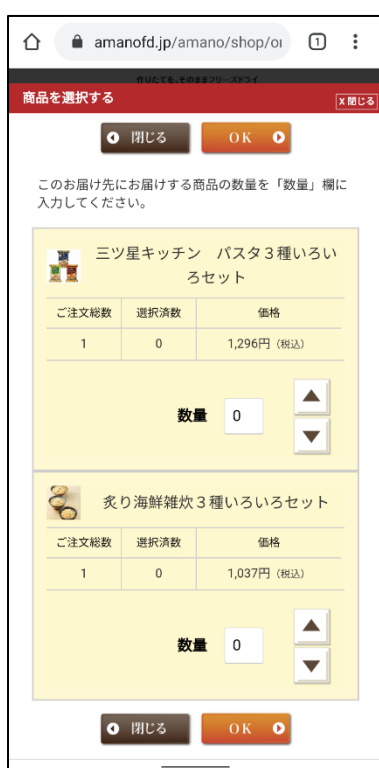 amanofd.jp/amano/shop/or
1
作りたてを、そのままフリーズドライ
商品を選択する
X 閉じる
閉じる
OK
このお届け先にお届けする商品の数量を「数量」欄に
入力してください。
三ツ星キッチン　パスタ３種いろい
ろセット
ご注文総数 選択済数 価格
1 0 1,296円 (税込)
数量 0
炙り海鮮雑炊３種いろいろセット
ご注文総数 選択済数 価格
1 0 1,037円 (税込)
数量 0
閉じる
OK